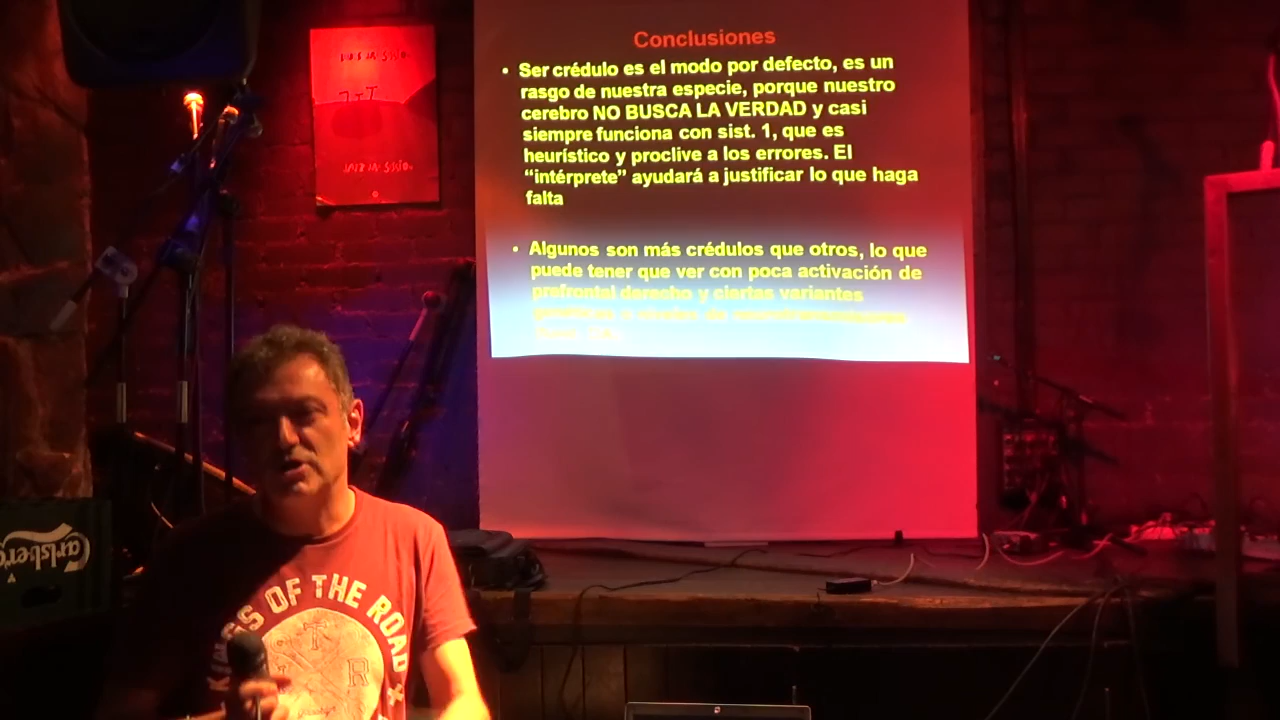 Conclusiones
• Ser crédulo es el modo por defecto, es un
rasgo de nuestra especie, porque nuestro
cerebro NO BUSCA LA VERDAD y casi
siempre funciona con sist. 1, que es
heurístico y proclive a los errores. El
“intérprete” ayudará a justificar lo que haga
falta
• Algunos son más crédulos que otros, lo que
puede tener que ver con poca activación de
prefrontal derecho y ciertas variantes
KINGS OF THE ROAD
T
R
arlsberg